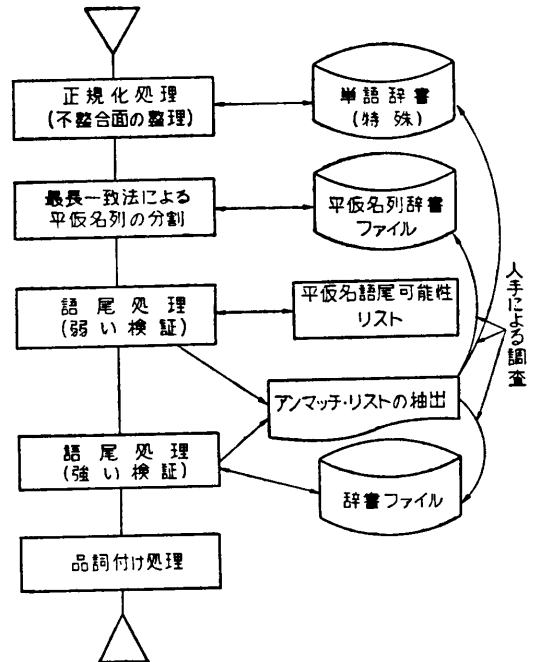 正規化処理
(不整合面の整理)
単語辞書
(特殊)
最長一致法による
平仮名列の分割
平仮名列辞書
ファイル
語尾処理
(弱い検証)
平仮名語尾可能性
リスト
人手による調査
アンマッチ・リストの抽出
語尾処理
(強い検証)
辞書ファイル
品詞付け処理